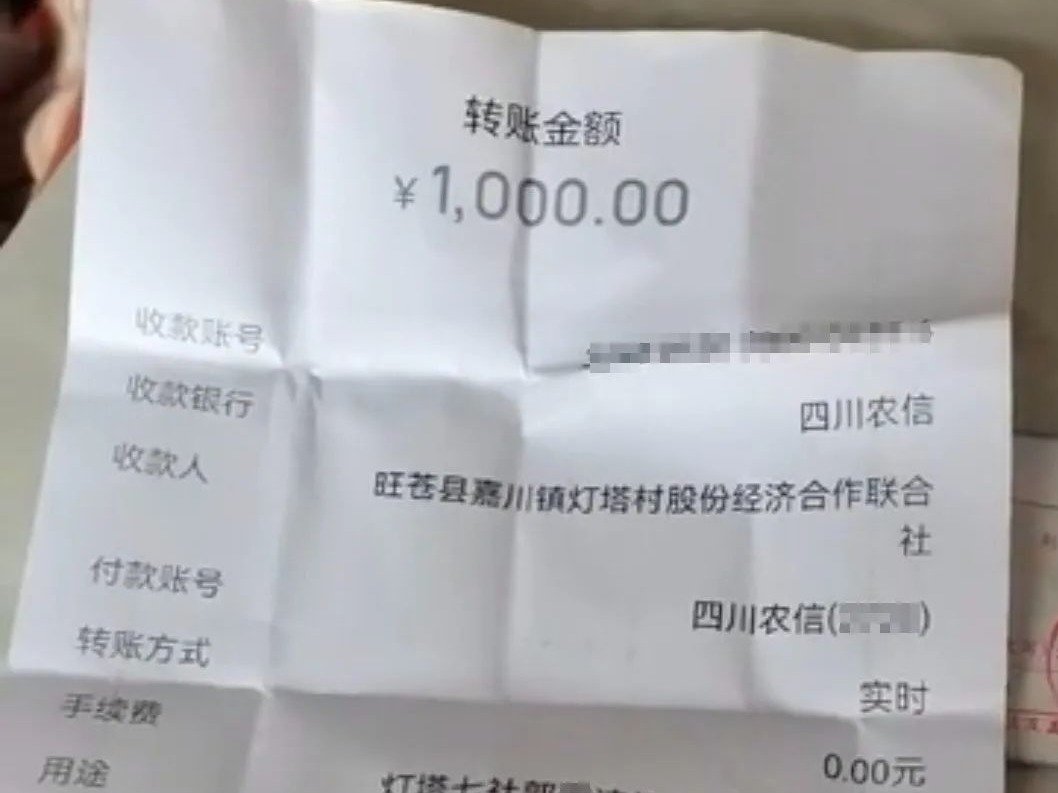 转账金额
¥1,000.00
收款账号
收款银行 四川农信
收款人 旺苍县嘉川镇灯塔村股份经济合作联合
社
付款账号 四川农信( )
转账方式 实时
手续费 0.00元
用途 灯塔七社